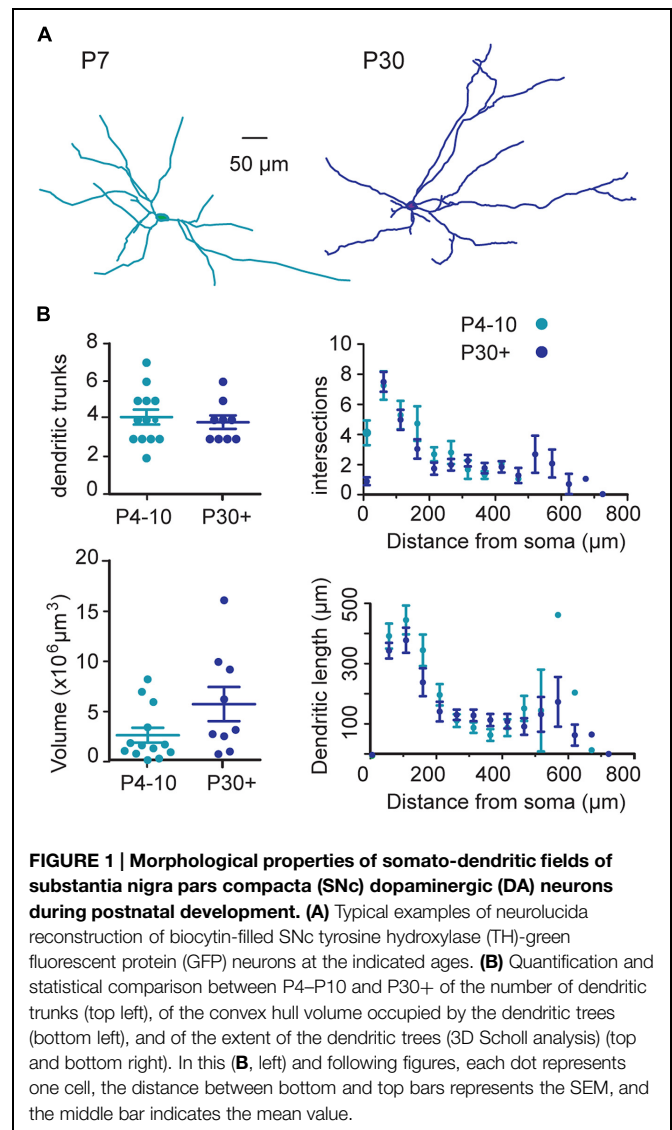 A
P7
P30
50 µm
B
P4-10
P30+
8
6
4
2
0
dendritic trunks
P4-10
P30+
10
8
6
4
2
0
intersections
0
200
400
600
800
Distance from soma (µm)
20
15
10
5
0
Volume (x10⁶µm³)
P4-10
P30+
500
300
100
Dendritic length (µm)
0
200
400
600
800
Distance from soma (µm)
FIGURE 1 | Morphological properties of somato-dendritic fields of
substantia nigra pars compacta (SNc) dopaminergic (DA) neurons
during postnatal development. (A) Typical examples of neurolucida
reconstruction of biocytin-filled SNc tyrosine hydroxylase (TH)-green
fluorescent protein (GFP) neurons at the indicated ages. (B) Quantification and
statistical comparison between P4–P10 and P30+ of the number of dendritic
trunks (top left), of the convex hull volume occupied by the dendritic trees
(bottom left), and of the extent of the dendritic trees (3D Scholl analysis) (top
and bottom right). In this (B, left) and following figures, each dot represents
one cell, the distance between bottom and top bars represents the SEM, and
the middle bar indicates the mean value.